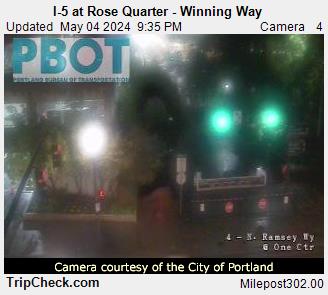 I-5 at Rose Quarter - Winning Way
Updated May 04 2024 9:35 PM Camera 4
PBOT
PORTLAND BUREAU OF TRANSPORTATION
4 - N. Ramsey Wy
@ One Ctr
Camera courtesy of the City of Portland
TripCheck.com Milepost302.00